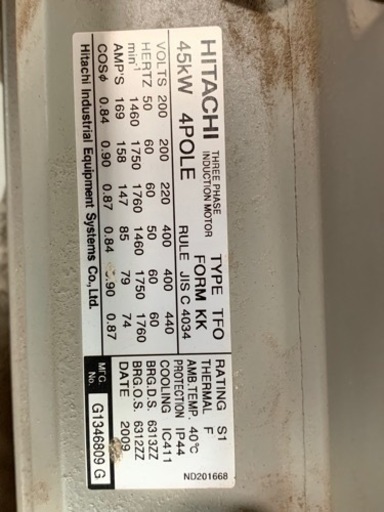 HITACHI THREE PHASE INDUCTION MOTOR TYPE TFO
45kW 4POLE FORM KK
RULE JIS C 4034
VOLTS 200 200 220 400 400 440
HERTZ 50 60 60 50 60 60
min-1 1460 1750 1760 1460 1750 1760
AMP'S 169 158 147 85 79 74
COSφ 0.84 0.90 0.87 0.84 0.90 0.87
Hitachi Industrial Equipment Systems Co., Ltd.
RATING S1
THERMAL F
AMB.TEMP. 40℃
PROTECTION IP44
COOLING IC411
BRG.D.S. 6313ZZ
BRG.O.S. 6312ZZ
DATE 2009
MFG. No. G1346809 G
ND201668